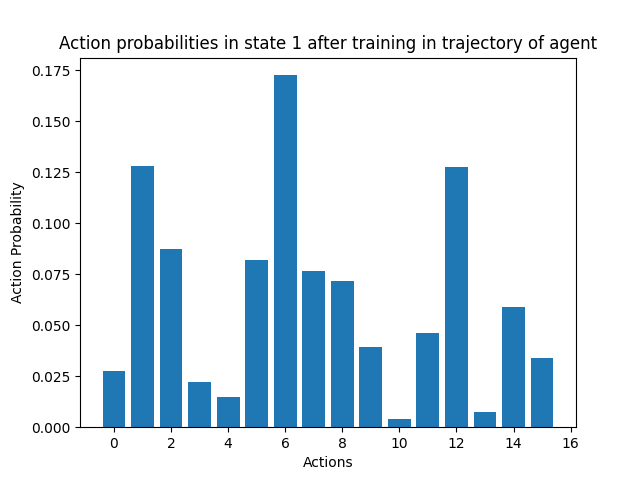 Action probabilities in state 1 after training in trajectory of agent
0.175
0.150
0.125
0.100
0.075
0.050
0.025
0.000
Action Probability
0 2 4 6 8 10 12 14 16
Actions